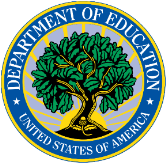 DEPARTMENT OF EDUCATION
UNITED STATES OF AMERICA